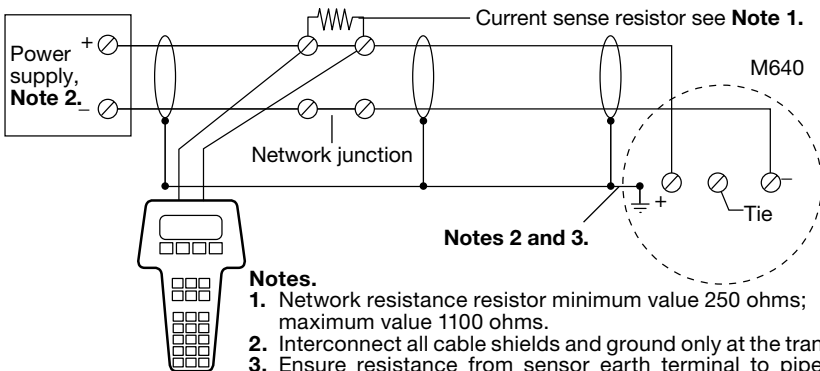 Current sense resistor see Note 1.
Power
supply,
Note 2.
+
–
M640
Network junction
+
–
Tie
Notes 2 and 3.
Notes.
1. Network resistance resistor minimum value 250 ohms;
maximum value 1100 ohms.
2. Interconnect all cable shields and ground only at the
3. Ensure resistance from sensor earth terminal to